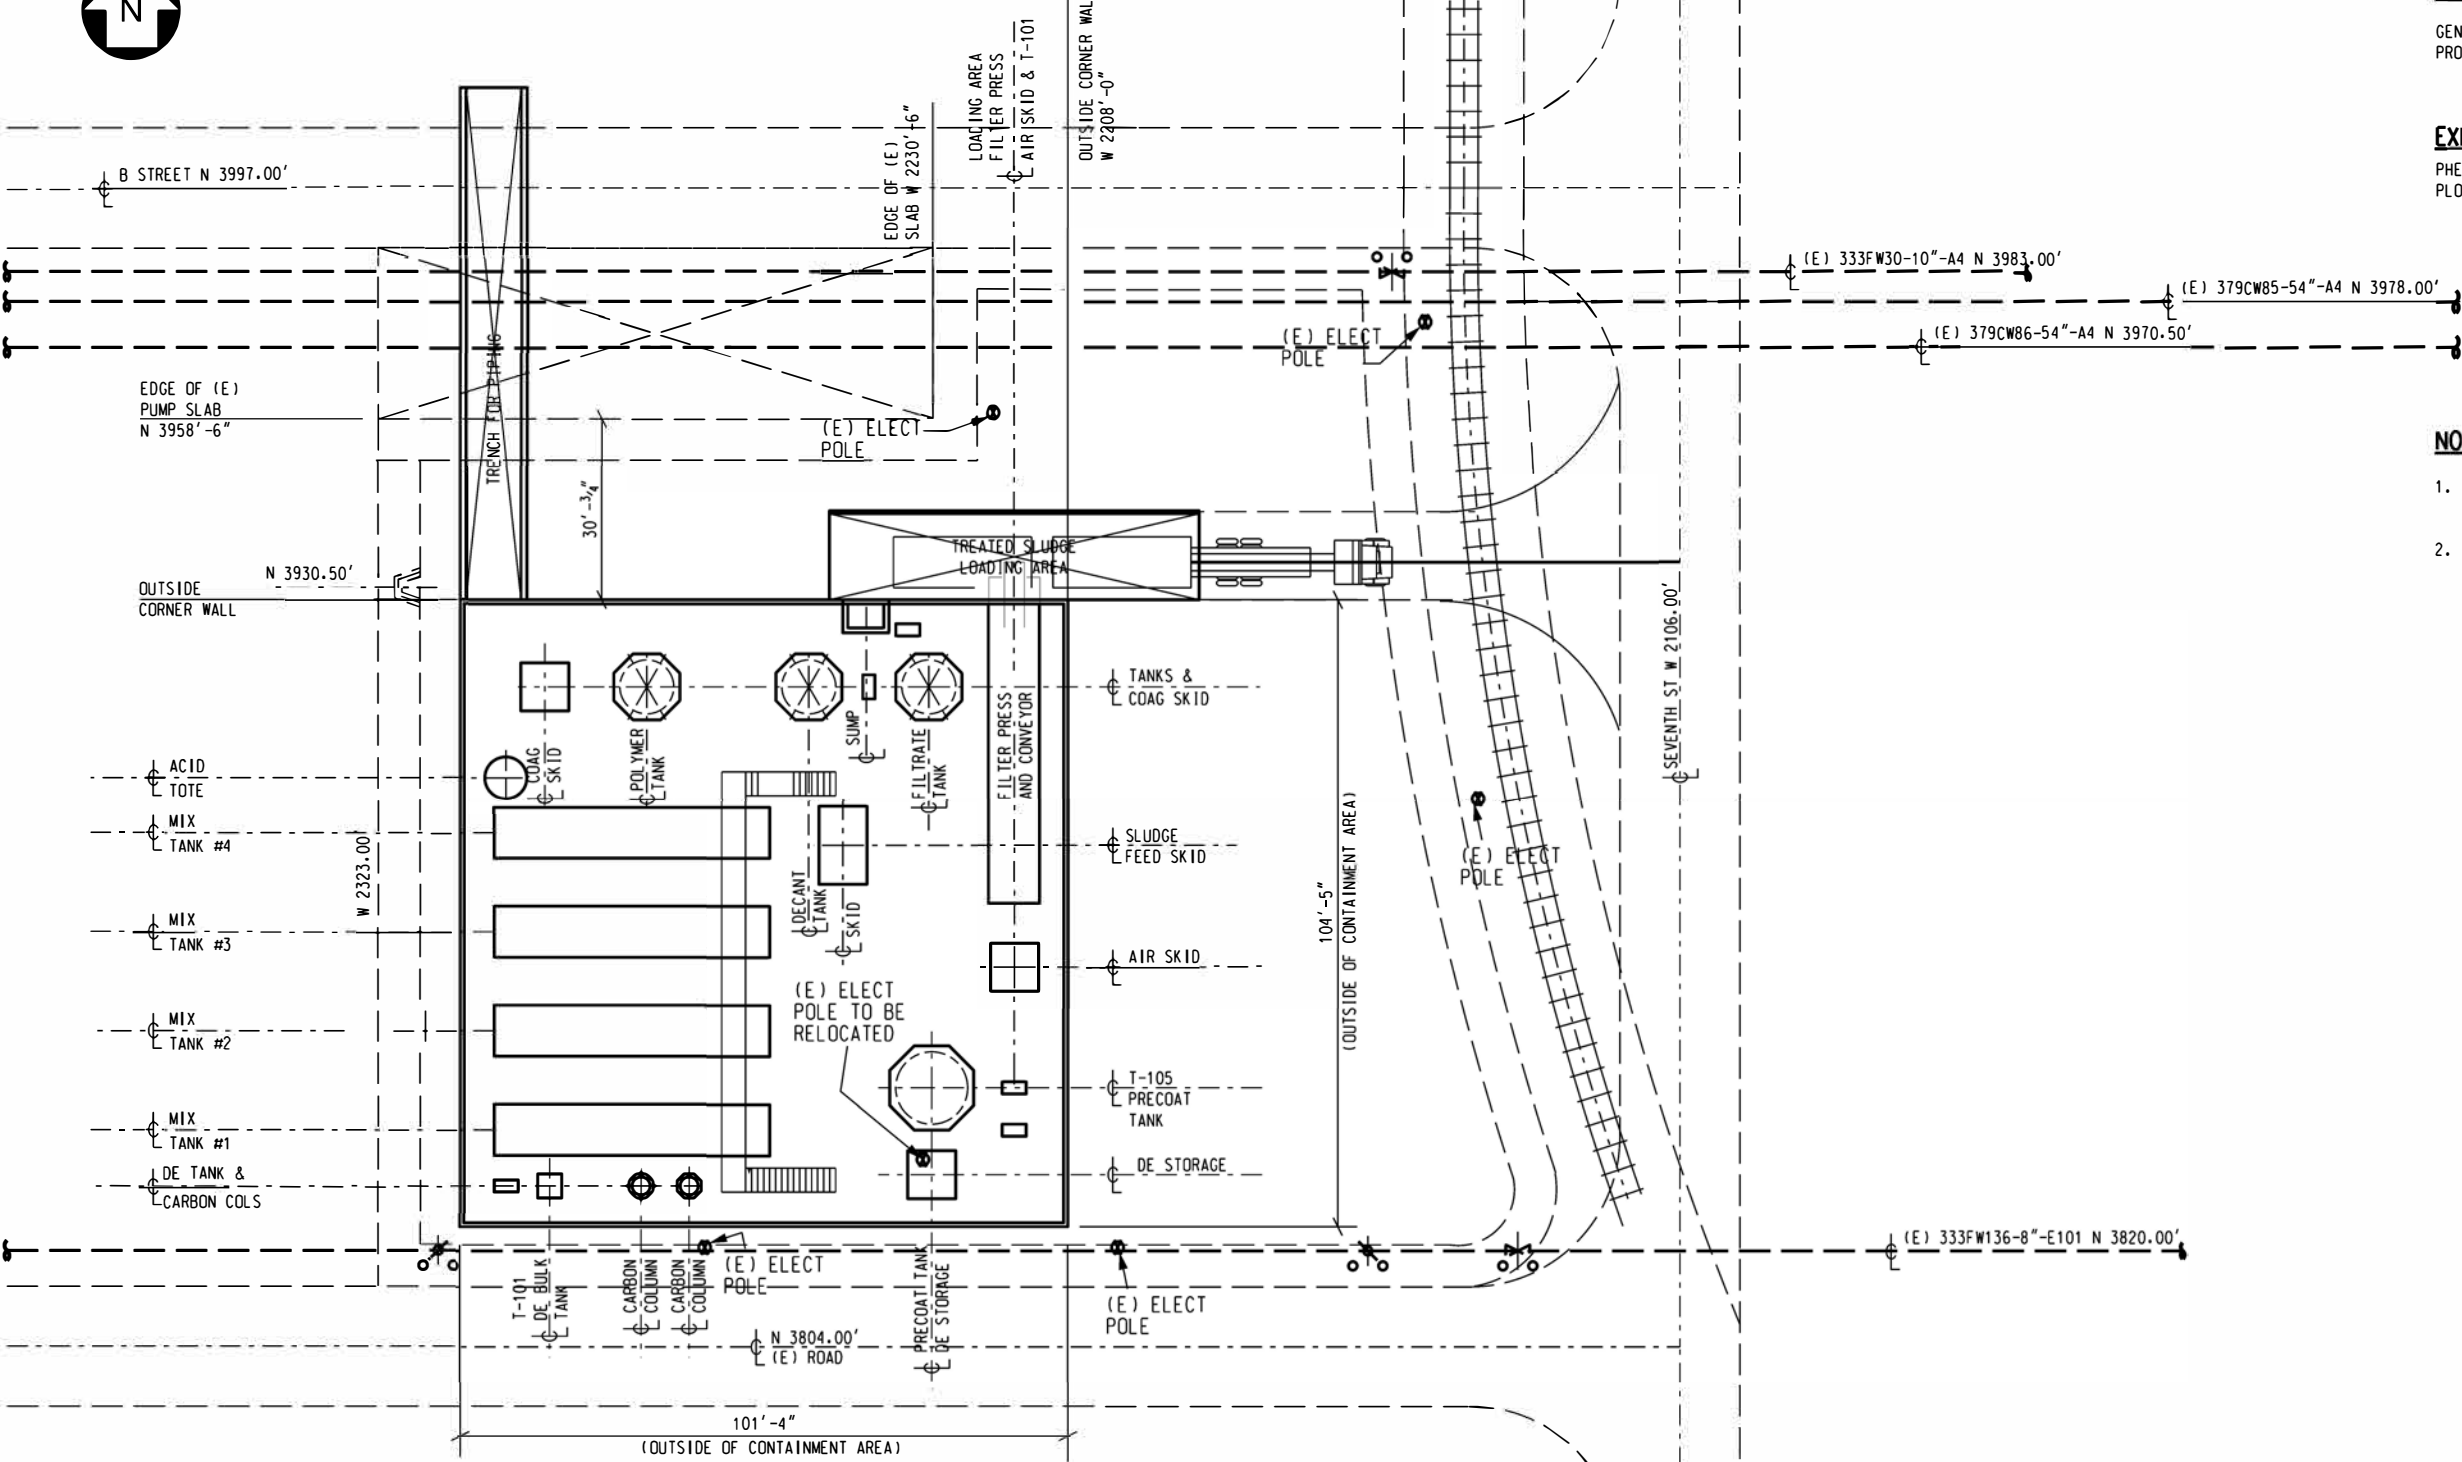 N
LOADING AREA
FILTER PRESS
AIR SKID & T-101
OUTSIDE CORNER WAL
W 2208'-0"
EDGE OF (E)
SLAB W 2230'-6"
GEN
PRO
EX
PHE
PLO
NO
1.
2.
B STREET N 3997.00'
(E) 333FW30-10"-A4 N 3983.00'
(E) 379CW85-54"-A4 N 3978.00'
(E) 379CW86-54"-A4 N 3970.50'
(E) ELECT
POLE
EDGE OF (E)
PUMP SLAB
N 3958'-6"
TRENCH FOR PIPING
(E) ELECT
POLE
30'-3/4"
N 3930.50'
OUTSIDE
CORNER WALL
TREATED SLUDGE
LOADING AREA
SEVENTH ST W 2106.00'
TANKS &
COAG SKID
COAG
SKID
POLYMER
TANK
SUMP
FILTRATE
TANK
FILTER PRESS
AND CONVEYOR
ACID
TOTE
MIX
TANK #4
W 2323.00'
SLUDGE
FEED SKID
DECANT
TANK
SKID
104'-5"
(OUTSIDE OF CONTAINMENT AREA)
(E) ELECT
POLE
MIX
TANK #3
AIR SKID
(E) ELECT
POLE TO BE
RELOCATED
MIX
TANK #2
T-105
PRECOAT
TANK
MIX
TANK #1
DE STORAGE
DE TANK &
CARBON COLS
(E) 333FW136-8"-E101 N 3820.00'
T-101
DE BULK
TANK
CARBON
COLUMN
CARBON
COLUMN
(E) ELECT
POLE
PRECOAT TANK
DE STORAGE
(E) ELECT
POLE
N 3804.00'
(E) ROAD
101'-4"
(OUTSIDE OF CONTAINMENT AREA)